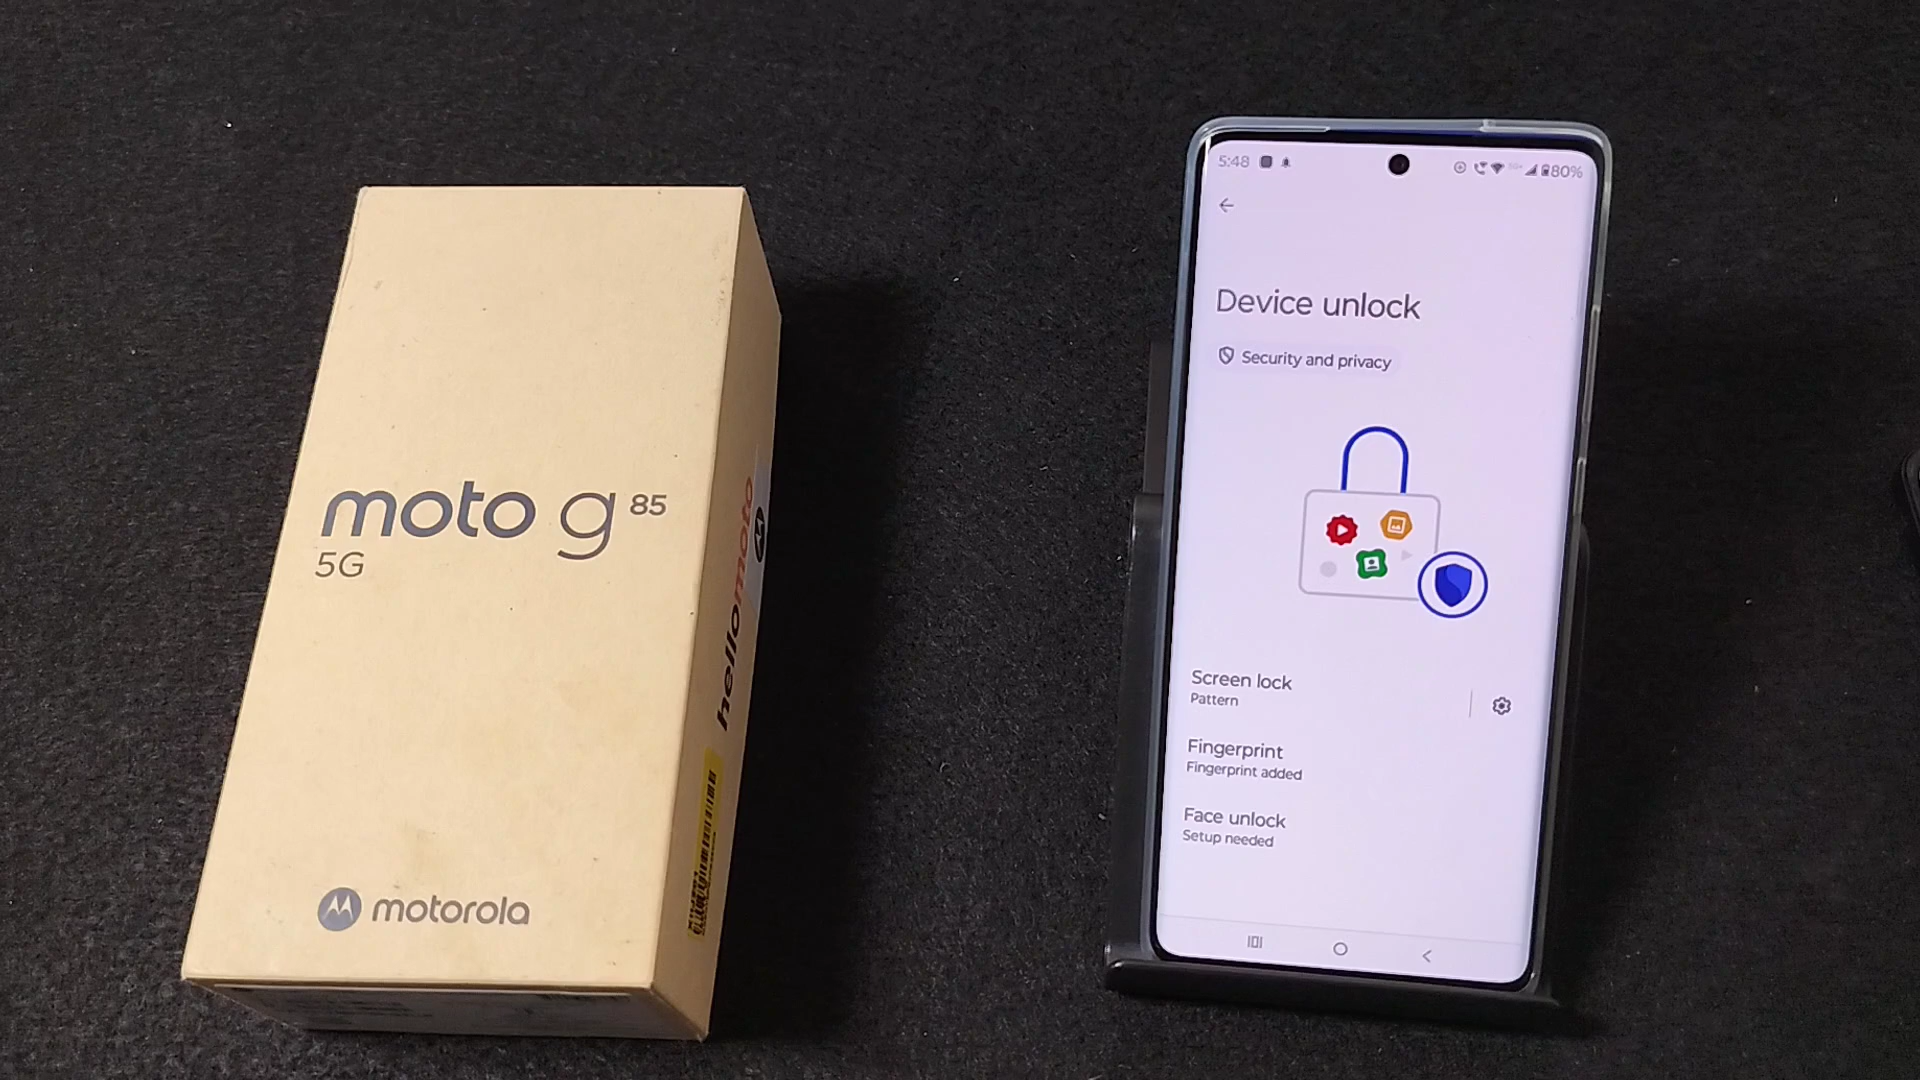 moto g 85
5G
motorola
hellomoto
5:48
80%
Device unlock
Security and privacy
Screen lock
Pattern
Fingerprint
Fingerprint added
Face unlock
Setup needed